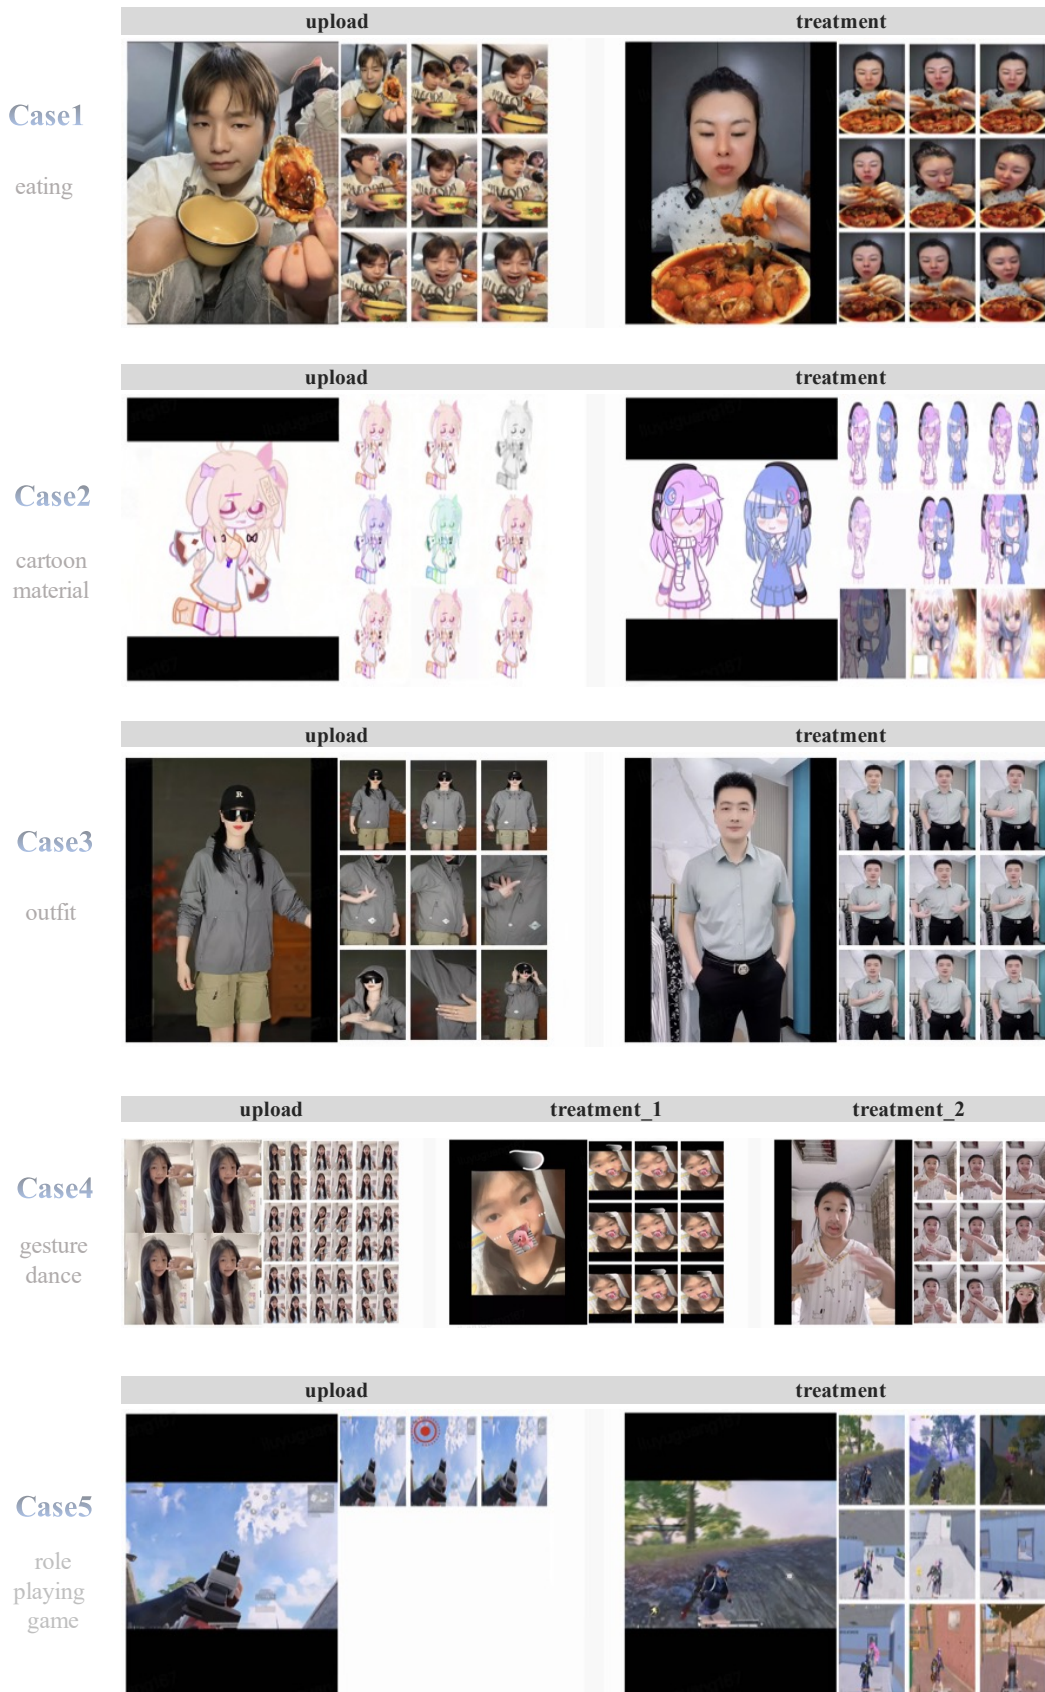 upload treatment
Case1
eating
upload treatment
Case2
cartoon
material
upload treatment
Case3
R
outfit
upload treatment_1 treatment_2
Case4
gesture
dance
upload treatment
Case5
role
playing
game